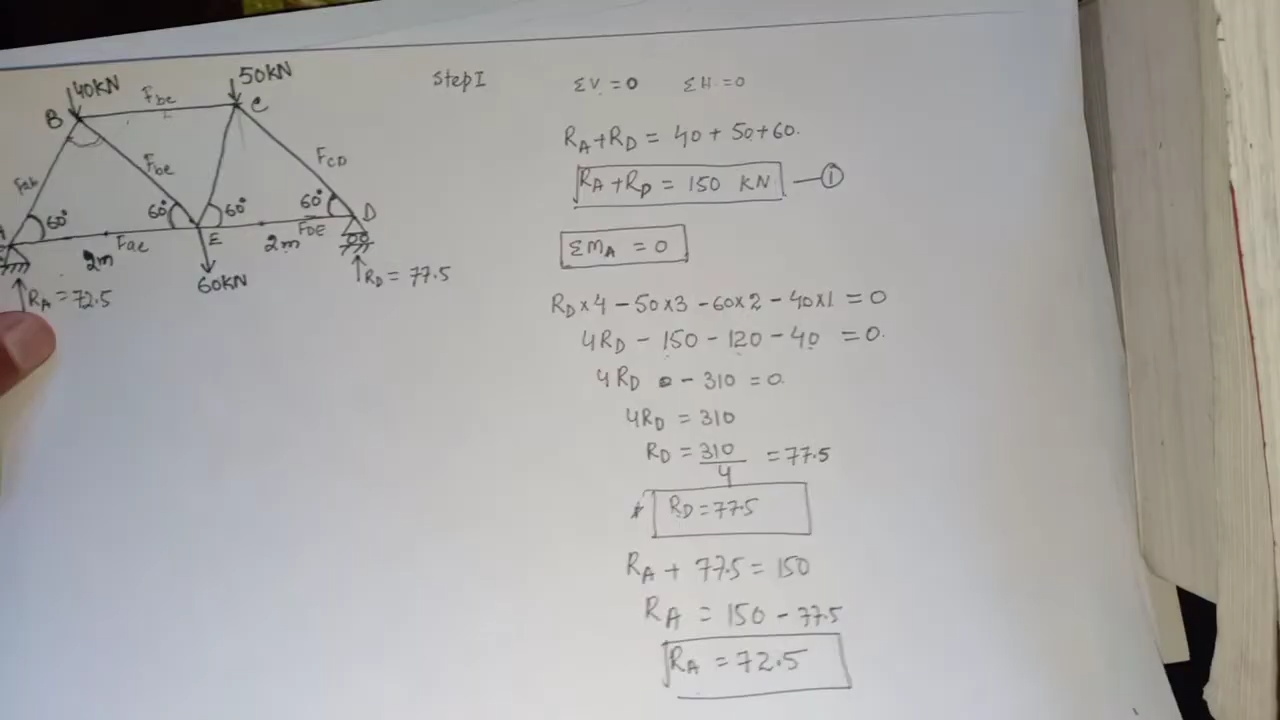 40KN
50KN
B
Fbc
C
Fab
Fbe
FCD
60°
60°
60°
60°
D
A
Fae
E
FDE
2m
2m
60KN
RA = 72.5
RD = 77.5
Step I
ΣV = 0 ΣH = 0
RA + RD = 40 + 50 + 60.
RA + RD = 150 KN — ①
ΣMA = 0
RD × 4 - 50 × 3 - 60 × 2 - 40 × 1 = 0
4RD - 150 - 120 - 40 = 0.
4RD - 310 = 0.
4RD = 310
RD = 310/4 = 77.5
RD = 77.5
RA + 77.5 = 150
RA = 150 - 77.5
RA = 72.5